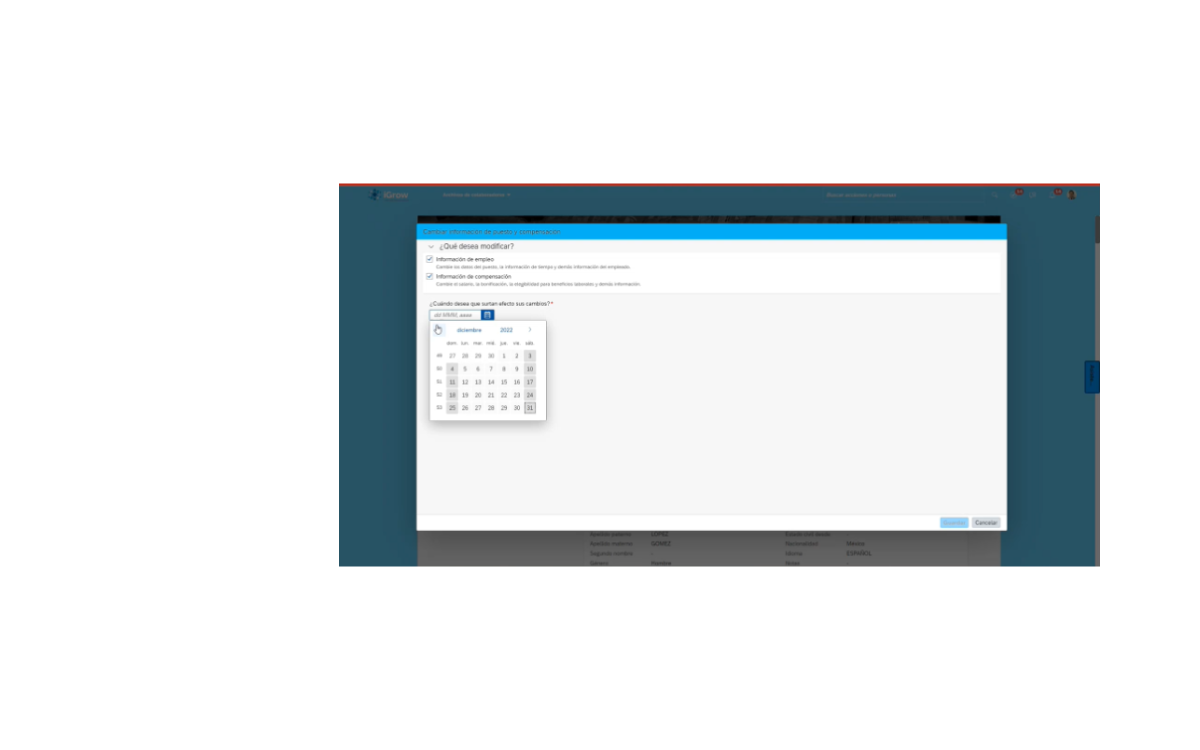 iGrow
Cambiar información de puesto y compensación
¿Qué desea modificar?
Información de empleo
Cambie los datos del puesto, la información de tiempo y demás información del empleado.
Información de compensación
Cambie el salario, la bonificación, la elegibilidad para beneficios laborales y demás información.
¿Cuándo desea que surtan efecto sus cambios?*
dd MMM. aaaa
diciembre 2022
dom. lun. mar. mié. jue. vie. sáb.
27 28 29 30 1 2 3
50 4 5 6 7 8 9 10
51 11 12 13 14 15 16 17
52 18 19 20 21 22 23 24
53 25 26 27 28 29 30 31
Guardar Cancelar
Apellido paterno LOPEZ
Apellido materno GOMEZ Nacionalidad México
Segundo nombre - Idioma ESPAÑOL
Género Hombre